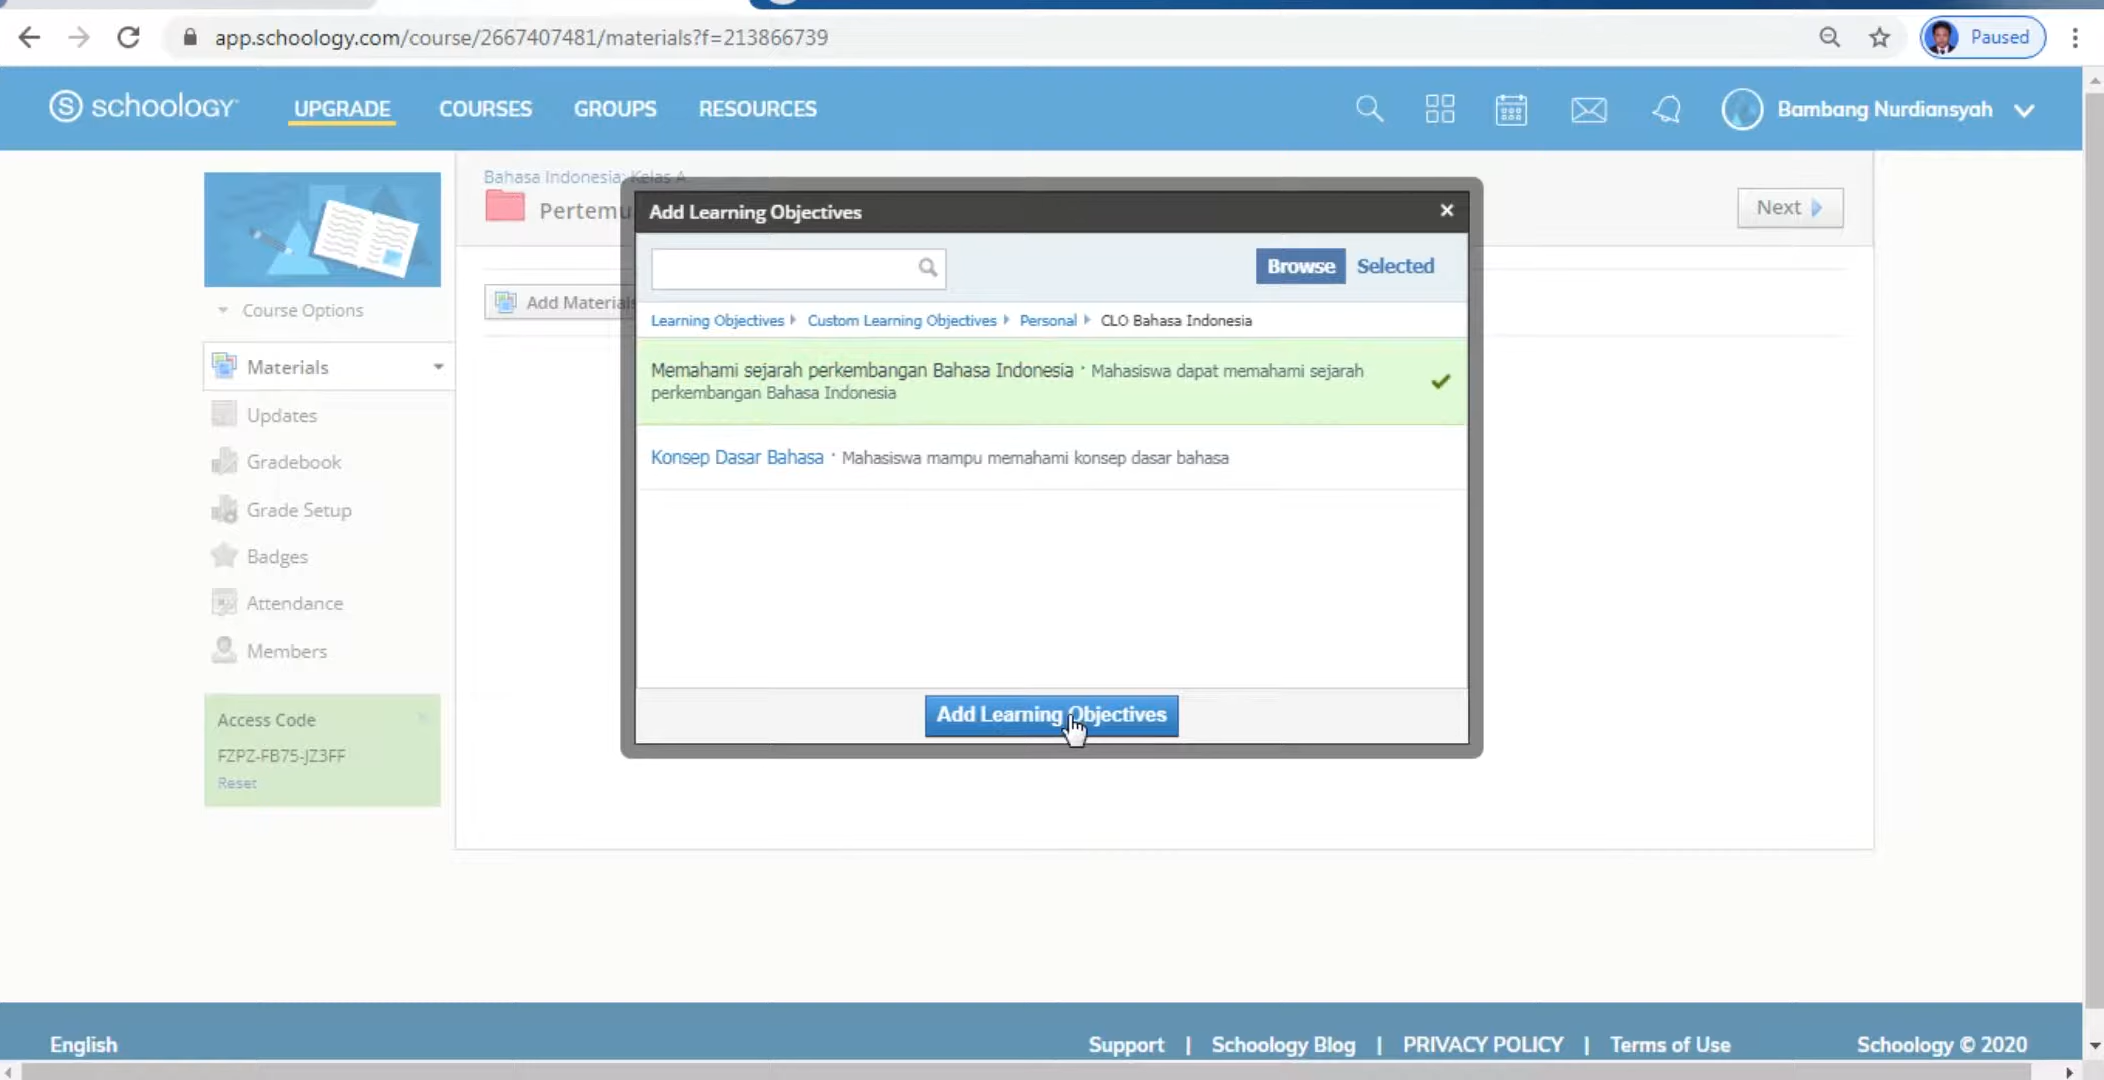 app.schoology.com/course/2667407481/materials?f=213866739
Paused
schoology
UPGRADE
COURSES
GROUPS
RESOURCES
Bambang Nurdiansyah
Bahasa Indonesia: Kelas A
Pertemu
Next
Course Options
Add Materials
Materials
Updates
Gradebook
Grade Setup
Badges
Attendance
Members
Access Code
FZPZ-FB75-JZ3FF
Reset
Add Learning Objectives
Browse Selected
Learning Objectives Custom Learning Objectives Personal CLO Bahasa Indonesia
Memahami sejarah perkembangan Bahasa Indonesia · Mahasiswa dapat memahami sejarah
perkembangan Bahasa Indonesia
Konsep Dasar Bahasa · Mahasiswa mampu memahami konsep dasar bahasa
Add Learning Objectives
English
Support | Schoology Blog | PRIVACY POLICY | Terms of Use
Schoology © 2020